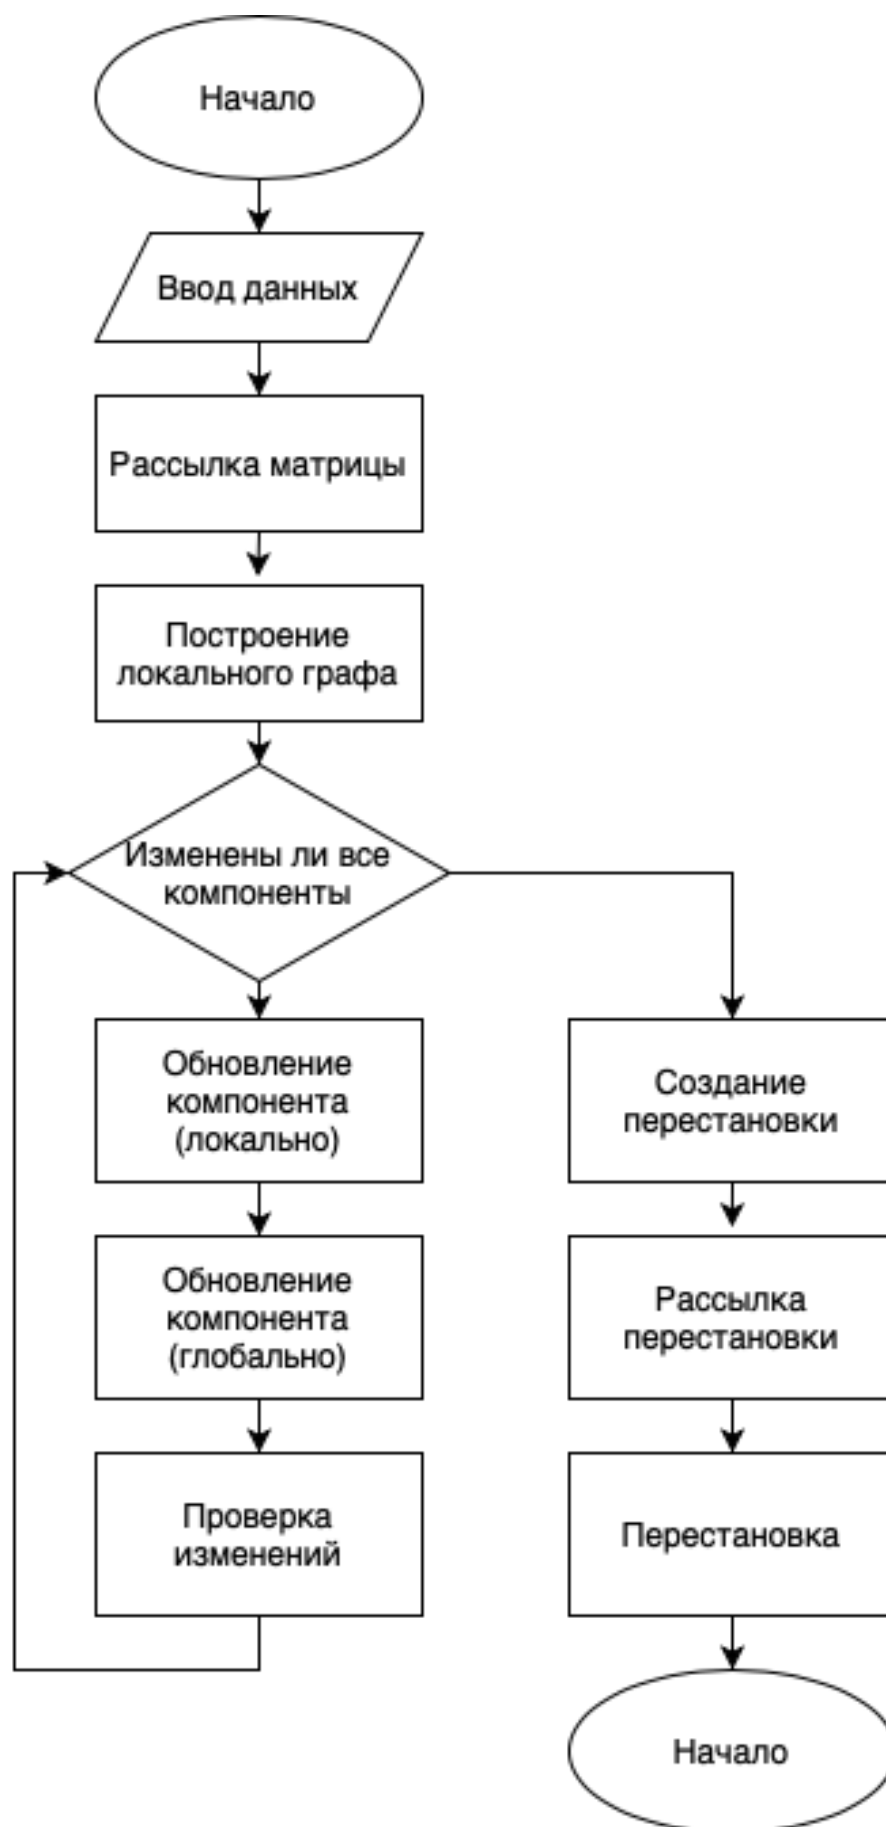 Начало
Ввод данных
Рассылка матрицы
Построение
локального графа
Изменены ли все
компоненты
Обновление
компонента
(локально)
Обновление
компонента
(глобально)
Проверка
изменений
Создание
перестановки
Рассылка
перестановки
Перестановка
Начало